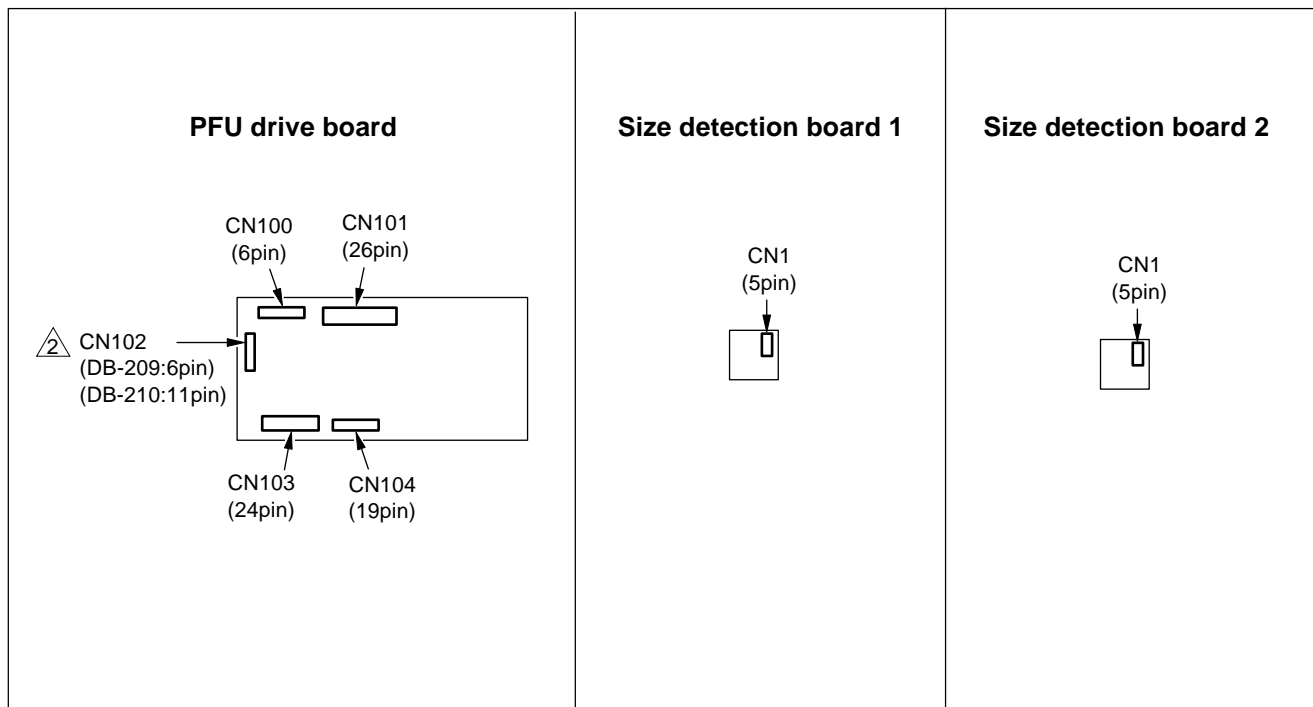 PFU drive board
CN100
(6pin)
CN101
(26pin)
2
CN102
(DB-209:6pin)
(DB-210:11pin)
CN103
(24pin)
CN104
(19pin)
Size detection board 1
CN1
(5pin)
Size detection board 2
CN1
(5pin)